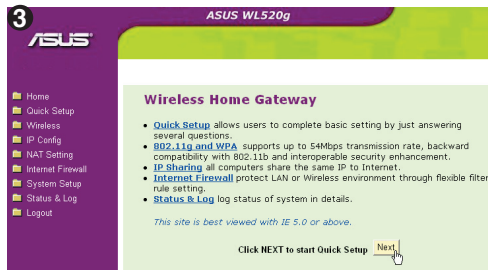 3
ASUS WL520g
ASUS
Home
Quick Setup
Wireless
IP Config
NAT Setting
Internet Firewall
System Setup
Status & Log
Logout
Wireless Home Gateway
• Quick Setup allows users to complete basic setting by just answering
several questions.
• 802.11g and WPA supports up to 54Mbps transmission rate, backward
compatibility with 802.11b and interoperable security enhancement.
• IP Sharing all computers share the same IP to Internet.
• Internet Firewall protect LAN or Wireless environment through flexible filter
rule setting.
• Status & Log log status of system in details.
This site is best viewed with IE 5.0 or above.
Click NEXT to start Quick Setup Next